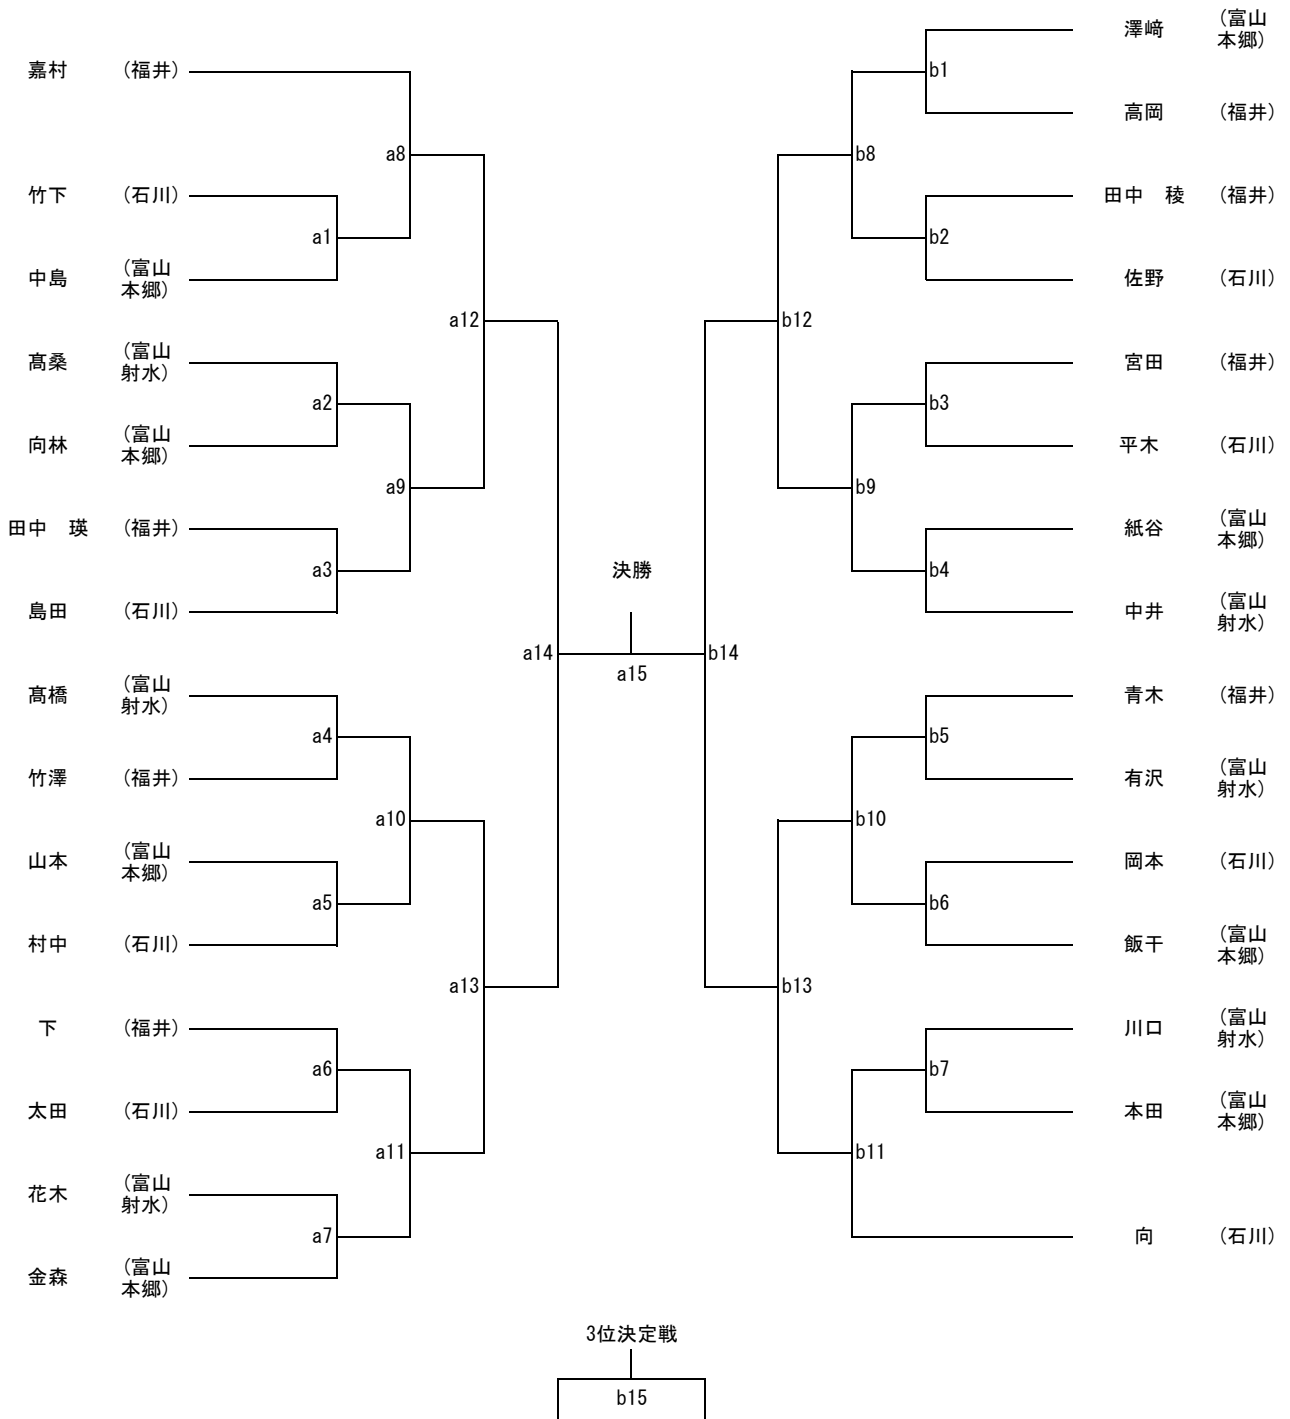 嘉村 (福井)
a8
竹下 (石川)
a1
中島 (富山
本郷)
a12
髙桑 (富山
射水)
a2
向林 (富山
本郷)
a9
田中　瑛 (福井)
a3
島田 (石川)
a14
髙橋 (富山
射水)
a4
竹澤 (福井)
a10
山本 (富山
本郷)
a5
村中 (石川)
a13
下 (福井)
a6
太田 (石川)
a11
花木 (富山
射水)
a7
金森 (富山
本郷)
決勝
a15
澤﨑 (富山
本郷)
b1
高岡 (福井)
b8
田中　稜 (福井)
b2
佐野 (石川)
b12
宮田 (福井)
b3
平木 (石川)
b9
紙谷 (富山
本郷)
b4
中井 (富山
射水)
b14
青木 (福井)
b5
有沢 (富山
射水)
b10
岡本 (石川)
b6
飯干 (富山
本郷)
b13
川口 (富山
射水)
b7
本田 (富山
本郷)
b11
向 (石川)
3位決定戦
b15